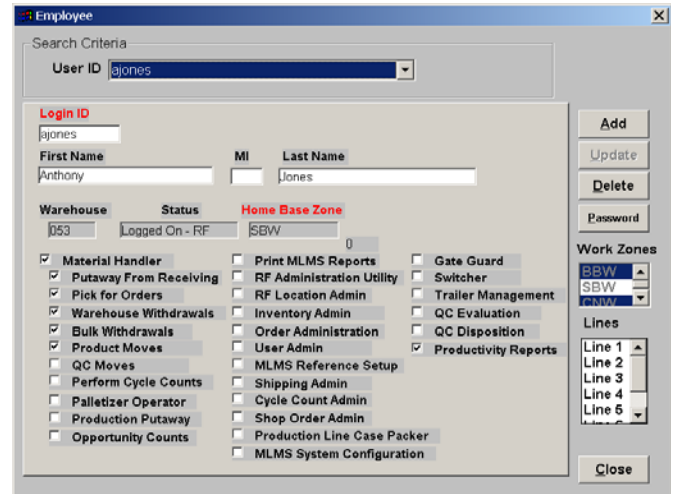 Employee
Search Criteria
User ID ajones
Login ID
ajones
First Name MI Last Name
Anthony Jones
Warehouse Status Home Base Zone
053 Logged On - RF SBW
0
Material Handler
Putaway From Receiving
Pick for Orders
Warehouse Withdrawals
Bulk Withdrawals
Product Moves
QC Moves
Perform Cycle Counts
Palletizer Operator
Production Putaway
Opportunity Counts
Print MLMS Reports
RF Administration Utility
RF Location Admin
Inventory Admin
Order Administration
User Admin
MLMS Reference Setup
Shipping Admin
Cycle Count Admin
Shop Order Admin
Production Line Case Packer
MLMS System Configuration
Gate Guard
Switcher
Trailer Management
QC Evaluation
QC Disposition
Productivity Reports
Add
Update
Delete
Password
Work Zones
BBW
SBW
CNW
Lines
Line 1
Line 2
Line 3
Line 4
Line 5
Close